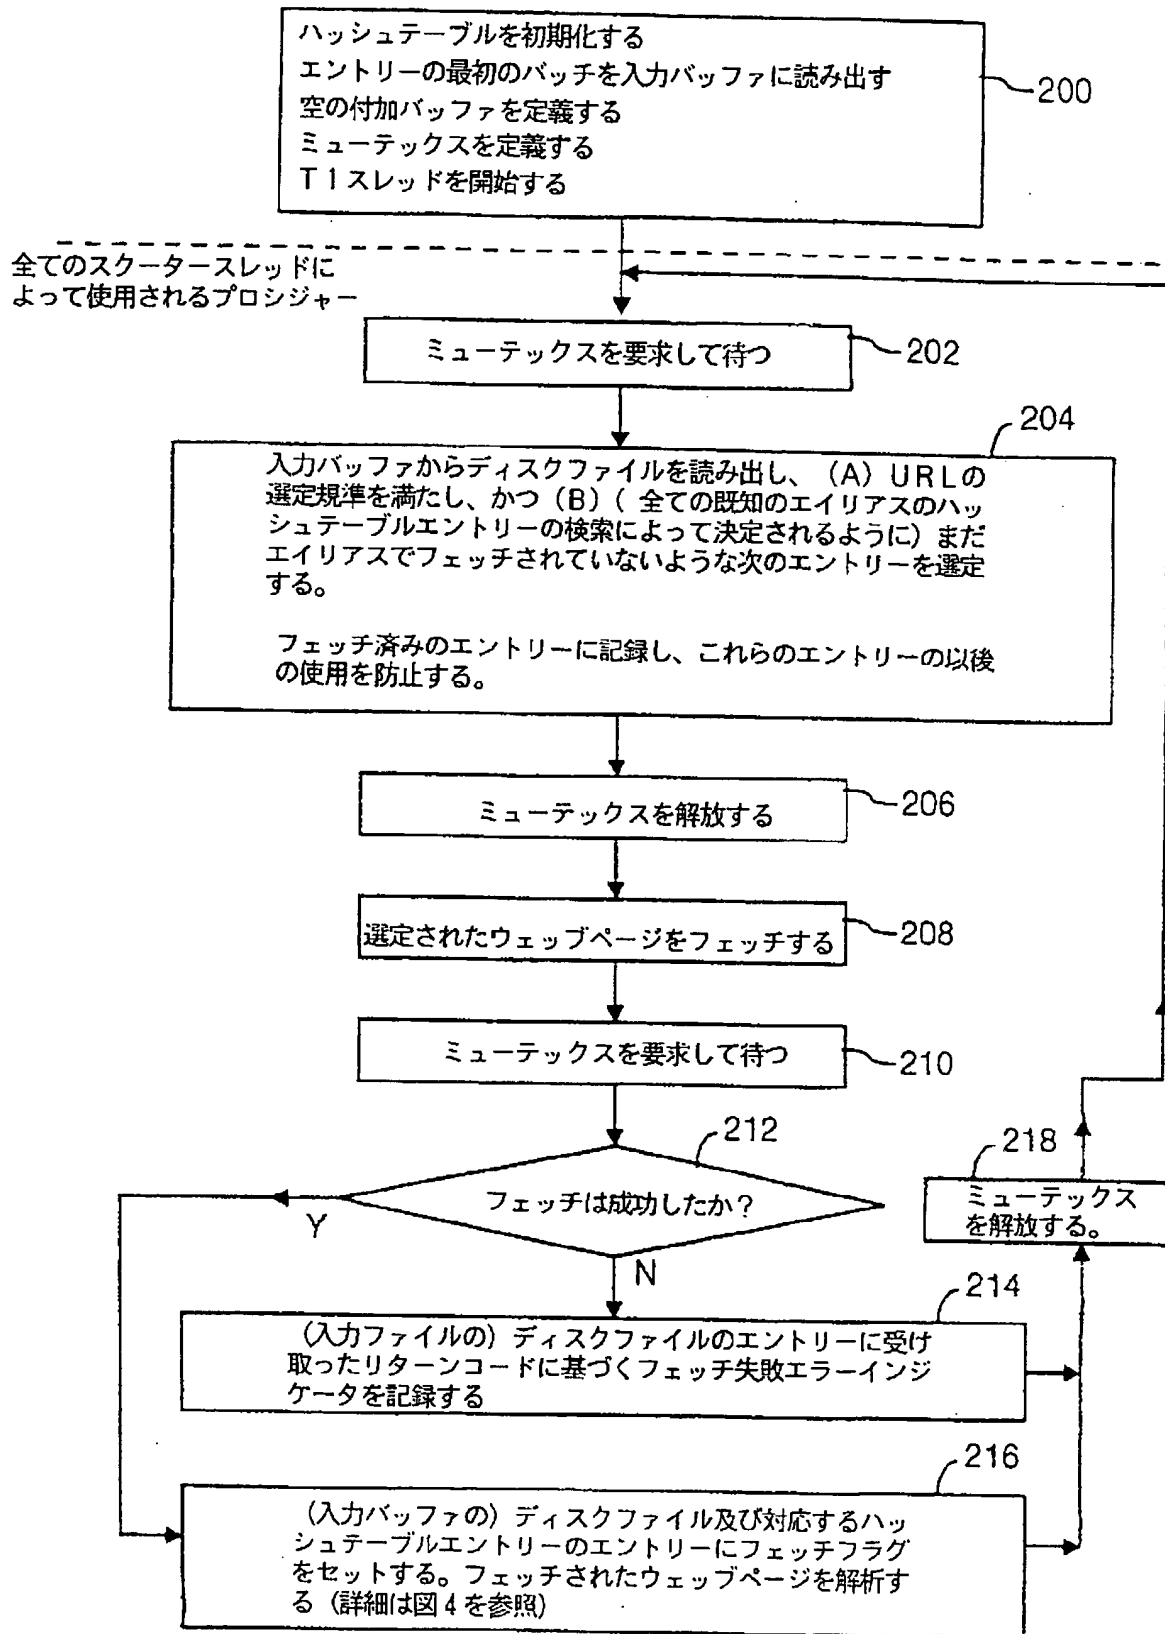 ハッシュテーブルを初期化する
エントリーの最初のバッチを入力バッファに読み出す
空の付加バッファを定義する
ミューテックスを定義する
T1スレッドを開始する
200
全てのスクータースレッドに
よって使用されるプロシジャー
ミューテックスを要求して待つ
202
204
入力バッファからディスクファイルを読み出し、(A)URLの
選定規準を満たし、かつ(B)(全ての既知のエイリアスのハッ
シュテーブルエントリーの検索によって決定されるように)まだ
エイリアスでフェッチされていないような次のエントリーを選定
する。
フェッチ済みのエントリーに記録し、これらのエントリーの以後
の使用を防止する。
ミューテックスを解放する
206
選定されたウェッブページをフェッチする
208
ミューテックスを要求して待つ
210
212
フェッチは成功したか?
Y
N
218
ミューテックス
を解放する。
214
(入力ファイルの)ディスクファイルのエントリーに受け
取ったリターンコードに基づくフェッチ失敗エラーインジ
ケータを記録する
216
(入力バッファの)ディスクファイル及び対応するハッ
シュテーブルエントリーのエントリーにフェッチフラグ
をセットする。フェッチされたウェッブページを解析す
る(詳細は図4を参照)